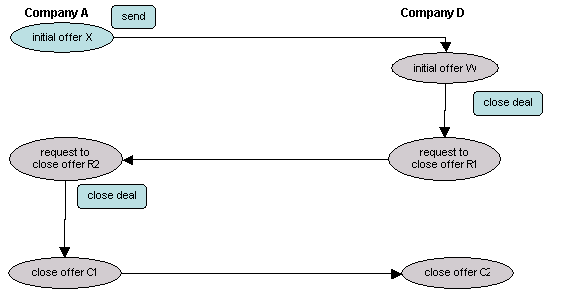 Company A
send
Company D
initial offer X
initial offer W
close deal
request to
close offer R2
request to
close offer R1
close deal
close offer C1
close offer C2